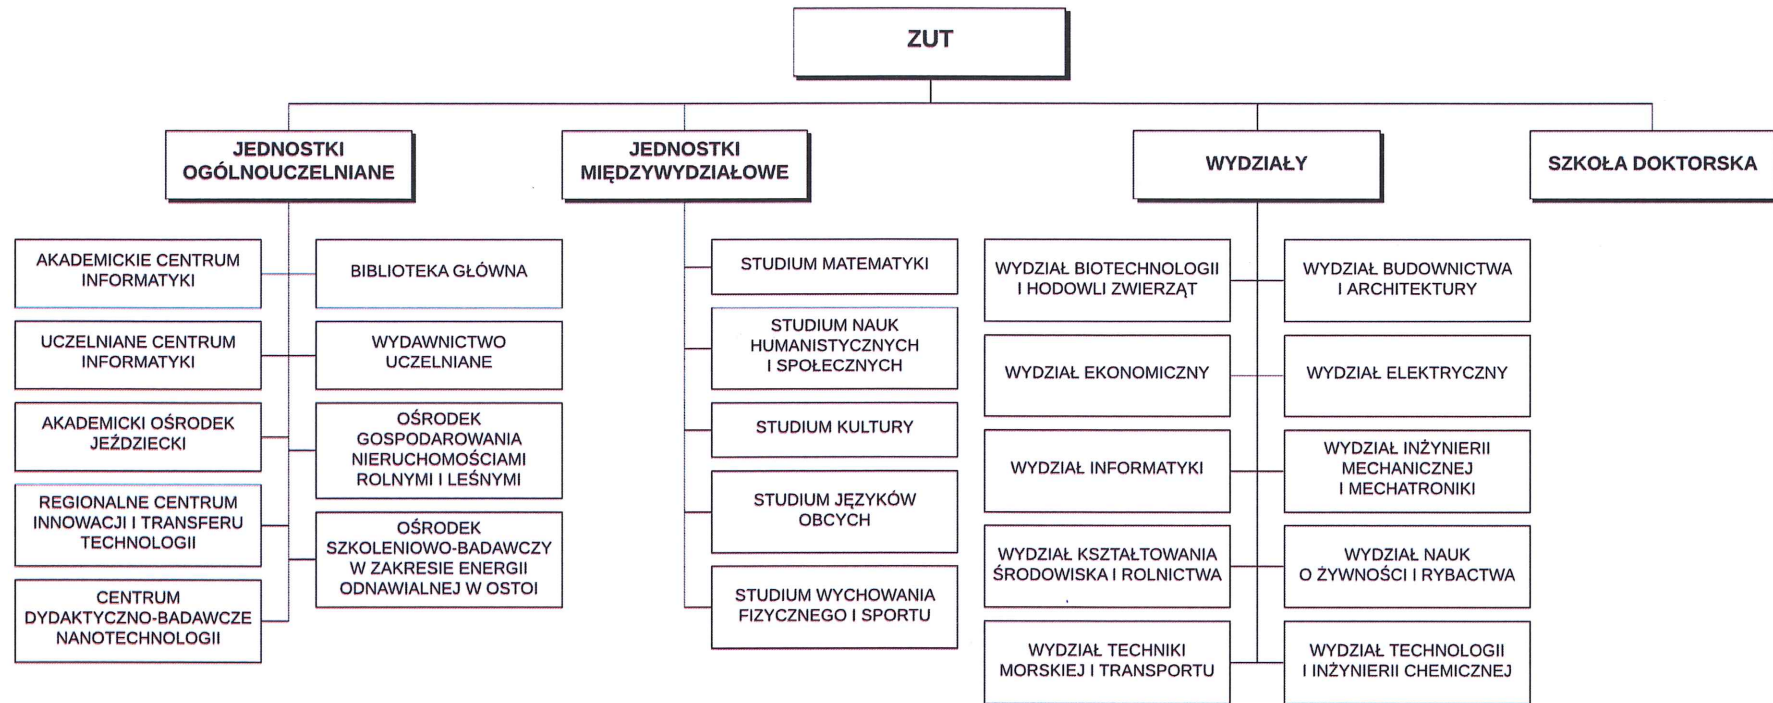 ZUT
JEDNOSTKI
OGÓLNOUCZELNIANE
JEDNOSTKI
MIĘDZYWYDZIAŁOWE
WYDZIAŁY
SZKOŁA DOKTORSKA
AKADEMICKIE CENTRUM
INFORMATYKI
BIBLIOTEKA GŁÓWNA
UCZELNIANE CENTRUM
INFORMATYKI
WYDAWNICTWO
UCZELNIANE
AKADEMICKI OŚRODEK
JEŹDZIECKI
OŚRODEK
GOSPODAROWANIA
NIERUCHOMOŚCIAMI
ROLNYMI I LEŚNYMI
REGIONALNE CENTRUM
INNOWACJI I TRANSFERU
TECHNOLOGII
OŚRODEK
SZKOLENIOWO-BADAWCZY
W ZAKRESIE ENERGII
ODNAWIALNEJ W OSTOI
CENTRUM
DYDAKTYCZNO-BADAWCZE
NANOTECHNOLOGII
STUDIUM MATEMATYKI
STUDIUM NAUK
HUMANISTYCZNYCH
I SPOŁECZNYCH
STUDIUM KULTURY
STUDIUM JĘZYKÓW
OBCYCH
STUDIUM WYCHOWANIA
FIZYCZNEGO I SPORTU
WYDZIAŁ BIOTECHNOLOGII
I HODOWLI ZWIERZĄT
WYDZIAŁ BUDOWNICTWA
I ARCHITEKTURY
WYDZIAŁ EKONOMICZNY
WYDZIAŁ ELEKTRYCZNY
WYDZIAŁ INFORMATYKI
WYDZIAŁ INŻYNIERII
MECHANICZNEJ
I MECHATRONIKI
WYDZIAŁ KSZTAŁTOWANIA
ŚRODOWISKA I ROLNICTWA
WYDZIAŁ NAUK
O ŻYWNOŚCI I RYBACTWA
WYDZIAŁ TECHNIKI
MORSKIEJ I TRANSPORTU
WYDZIAŁ TECHNOLOGII
I INŻYNIERII CHEMICZNEJ